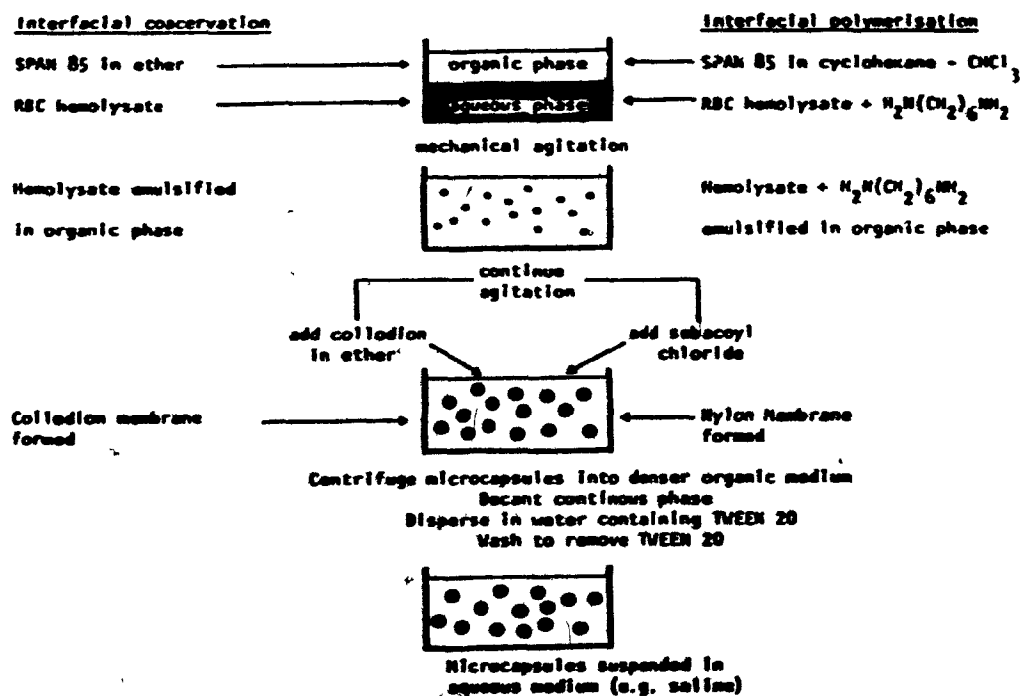 Interfacial coacervation
Interfacial polymerisation
SPAN 85 in ether
organic phase
SPAN 85 in cyclohexane - CHCl3
RBC hemolysate
aqueous phase
RBC hemolysate + H2N(CH2)6NH2
mechanical agitation
Hemolysate emulsified
in organic phase
Hemolysate + H2N(CH2)6NH2
emulsified in organic phase
continue
agitation
add collodion
in ether
add sebacoyl
chloride
Collodion membrane
formed
Nylon Membrane
formed
Centrifuge microcapsules into denser organic medium
Decant continous phase
Disperse in water containing TWEEN 20
Wash to remove TWEEN 20
Microcapsules suspended in
aqueous medium (e.g. saline)